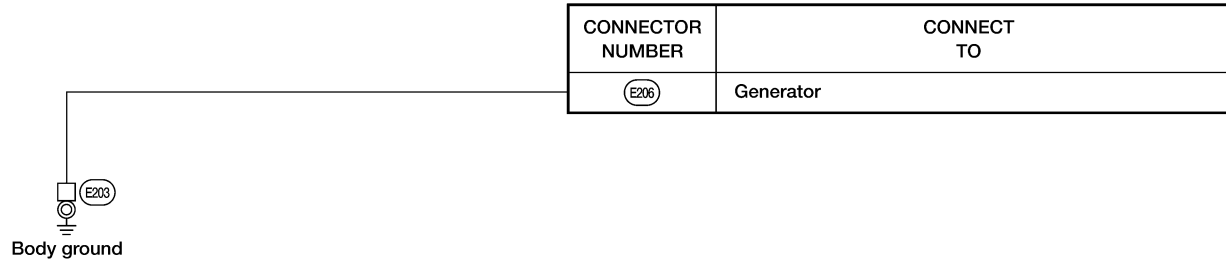 CONNECTOR
NUMBER
CONNECT
TO
E206
Generator
E203
Body ground